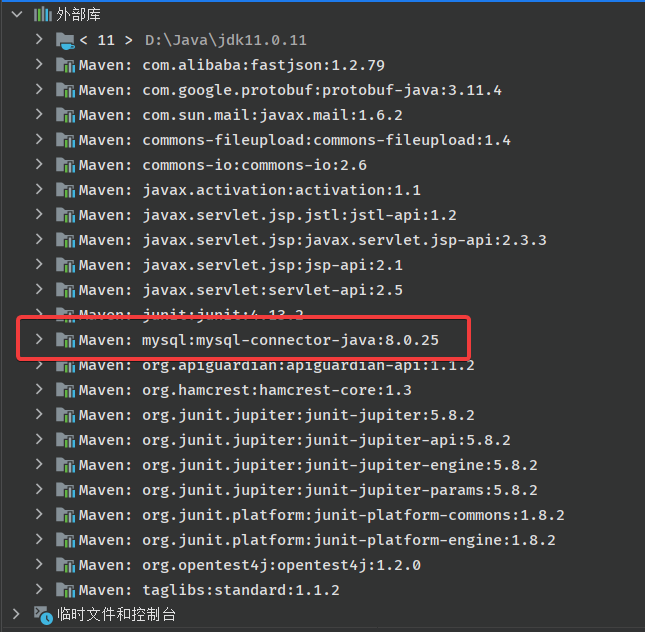 外部库
< 11 > D:\Java\jdk11.0.11
Maven: com.alibaba:fastjson:1.2.79
Maven: com.google.protobuf:protobuf-java:3.11.4
Maven: com.sun.mail:javax.mail:1.6.2
Maven: commons-fileupload:commons-fileupload:1.4
Maven: commons-io:commons-io:2.6
Maven: javax.activation:activation:1.1
Maven: javax.servlet.jsp.jstl:jstl-api:1.2
Maven: javax.servlet.jsp:javax.servlet.jsp-api:2.3.3
Maven: javax.servlet.jsp:jsp-api:2.1
Maven: javax.servlet:servlet-api:2.5
Maven: junit:junit:4.13.2
Maven: mysql:mysql-connector-java:8.0.25
Maven: org.apiguardian:apiguardian-api:1.1.2
Maven: org.hamcrest:hamcrest-core:1.3
Maven: org.junit.jupiter:junit-jupiter:5.8.2
Maven: org.junit.jupiter:junit-jupiter-api:5.8.2
Maven: org.junit.jupiter:junit-jupiter-engine:5.8.2
Maven: org.junit.jupiter:junit-jupiter-params:5.8.2
Maven: org.junit.platform:junit-platform-commons:1.8.2
Maven: org.junit.platform:junit-platform-engine:1.8.2
Maven: org.opentest4j:opentest4j:1.2.0
Maven: taglibs:standard:1.1.2
临时文件和控制台